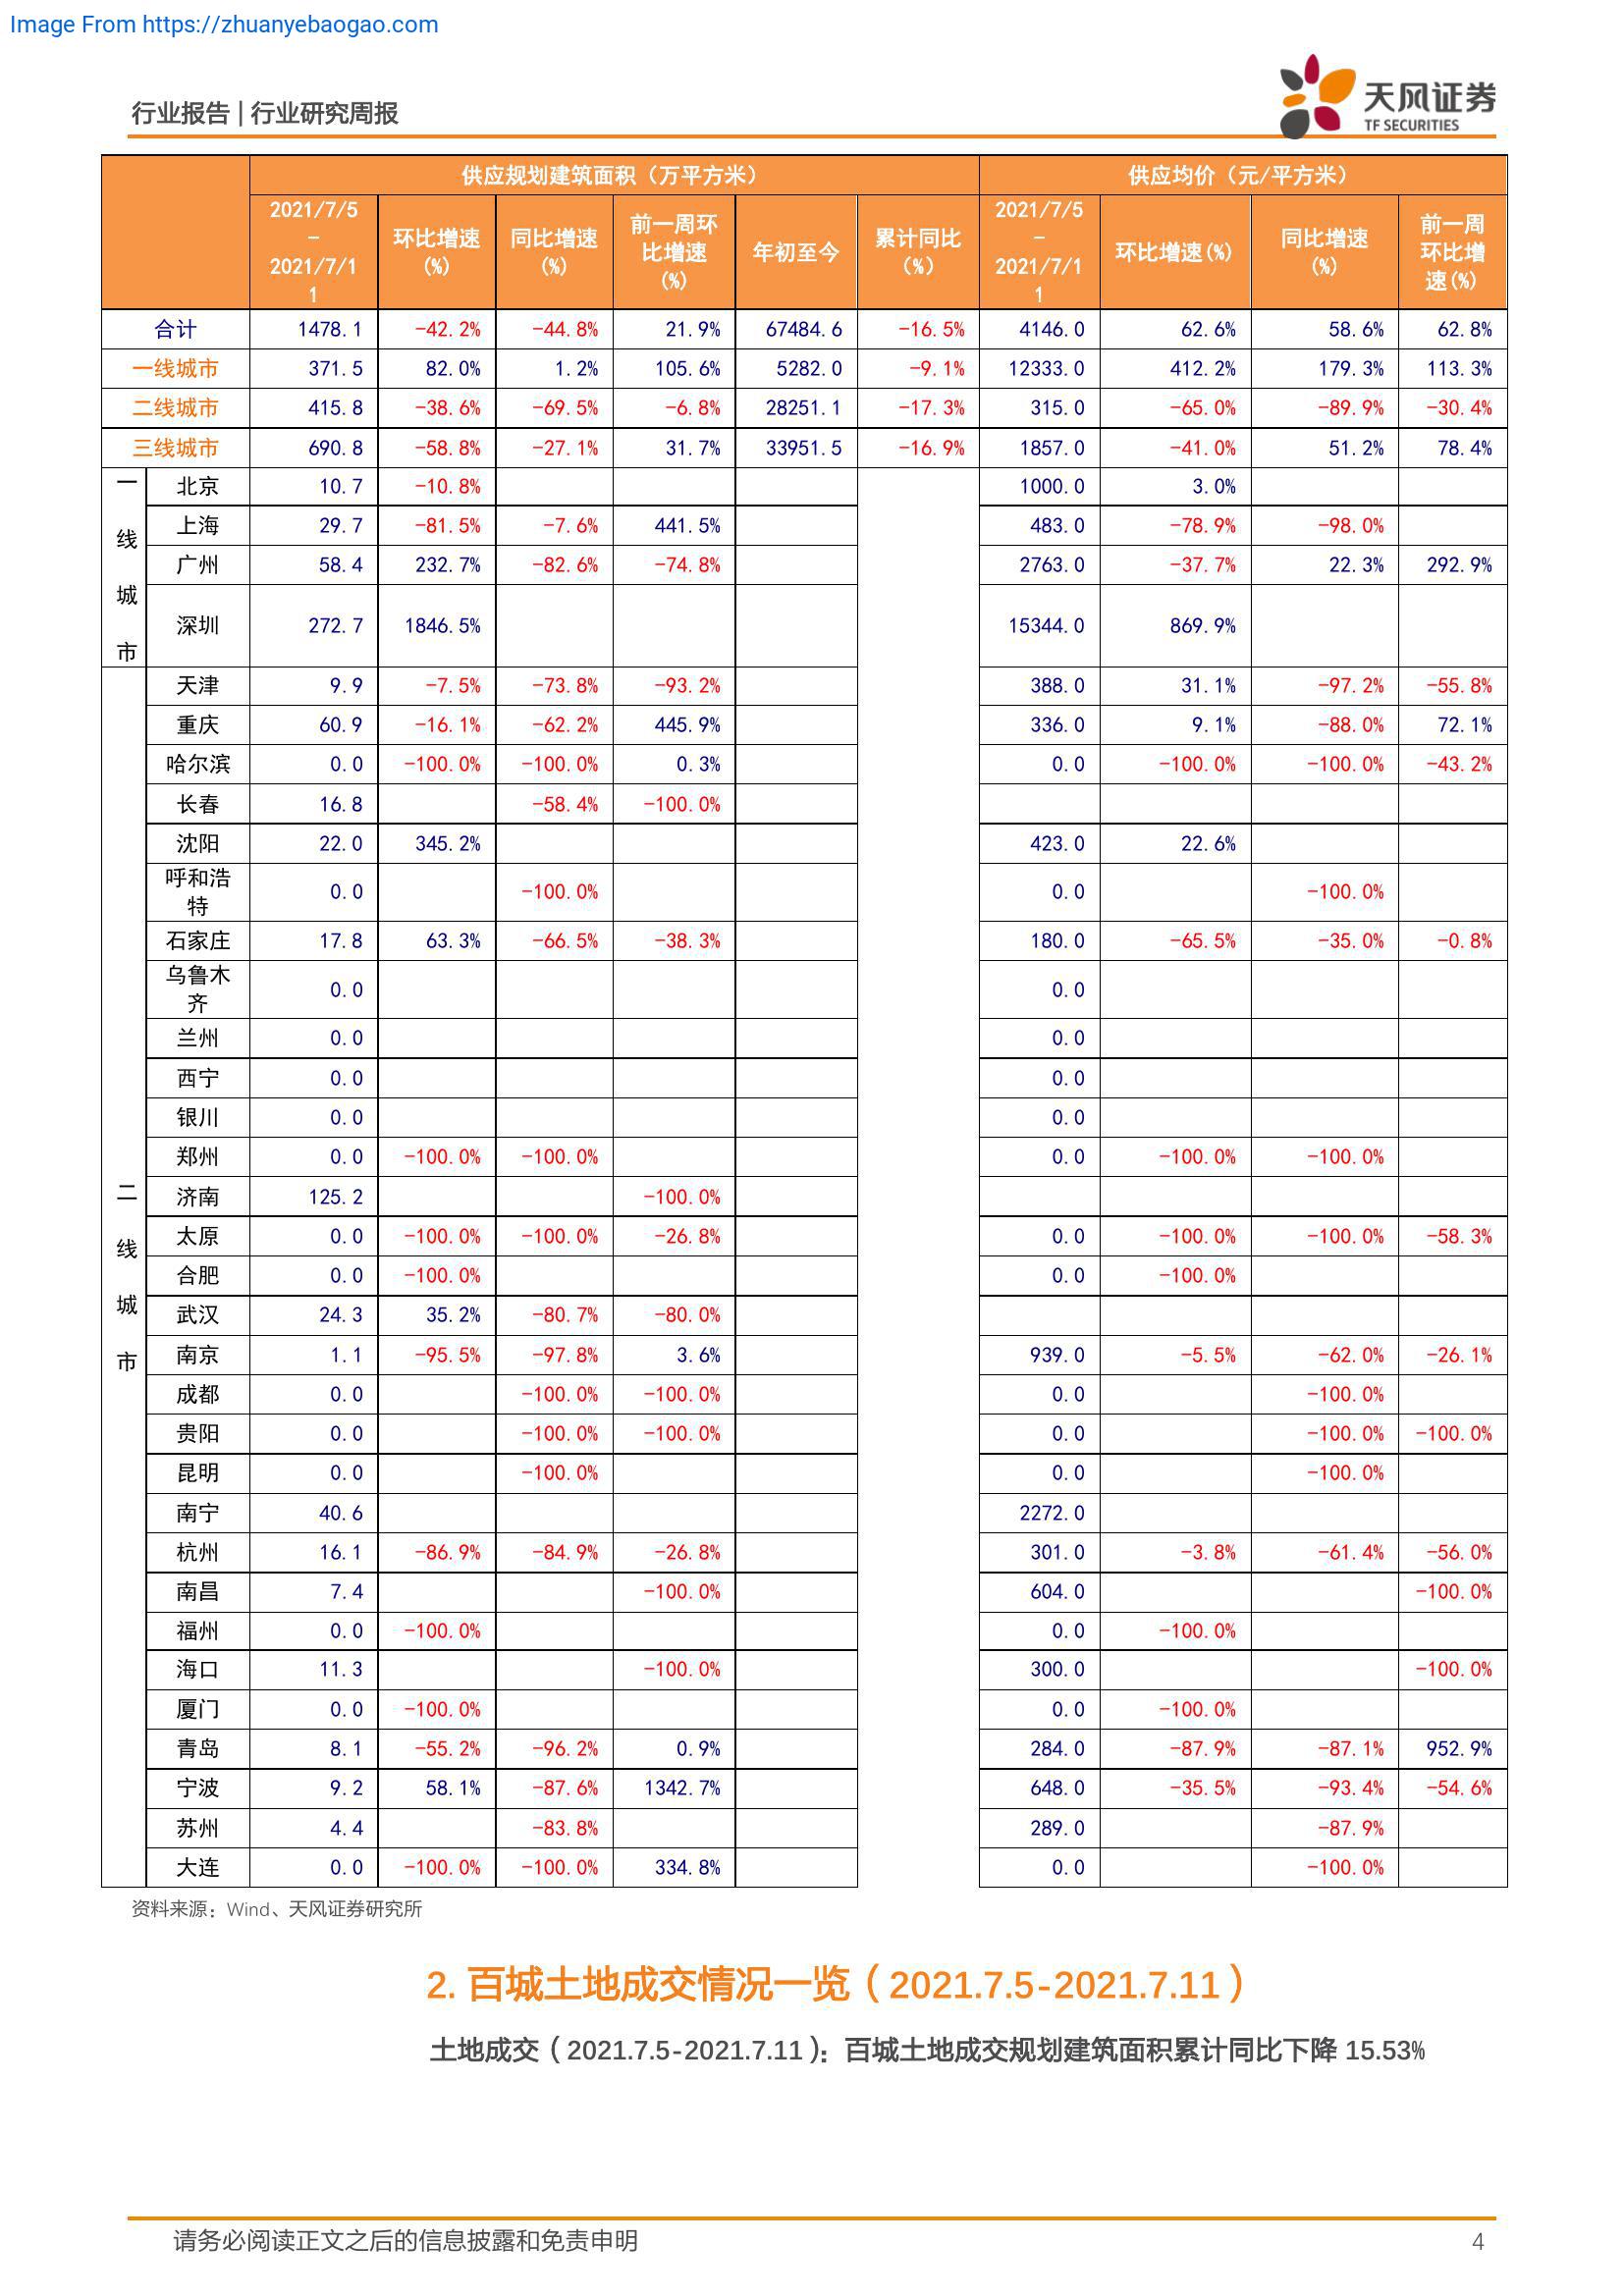 Image From https://zhuanyebaogao.com
行业报告 | 行业研究周报
天风证券
TF SECURITIES
供应规划建筑面积（万平方米） 供应均价（元/平方米）
2021/7/5 – 2021/7/11 环比增速(%) 同比增速(%) 前一周环比增速(%) 年初至今 累计同比(%) 2021/7/5 – 2021/7/11 环比增速(%) 同比增速(%) 前一周环比增速(%)
合计 1478.1 -42.2% -44.8% 21.9% 67484.6 -16.5% 4146.0 62.6% 58.6% 62.8%
一线城市 371.5 82.0% 1.2% 105.6% 5282.0 -9.1% 12333.0 412.2% 179.3% 113.3%
二线城市 415.8 -38.6% -69.5% -6.8% 28251.1 -17.3% 315.0 -65.0% -89.9% -30.4%
三线城市 690.8 -58.8% -27.1% 31.7% 33951.5 -16.9% 1857.0 -41.0% 51.2% 78.4%
一线城市
北京 10.7 -10.8% 1000.0 3.0%
上海 29.7 -81.5% -7.6% 441.5% 483.0 -78.9% -98.0%
广州 58.4 232.7% -82.6% -74.8% 2763.0 -37.7% 22.3% 292.9%
深圳 272.7 1846.5% 15344.0 869.9%
二线城市
天津 9.9 -7.5% -73.8% -93.2% 388.0 31.1% -97.2% -55.8%
重庆 60.9 -16.1% -62.2% 445.9% 336.0 9.1% -88.0% 72.1%
哈尔滨 0.0 -100.0% -100.0% 0.3% 0.0 -100.0% -100.0% -43.2%
长春 16.8 -58.4% -100.0%
沈阳 22.0 345.2% 423.0 22.6%
呼和浩特 0.0 -100.0% 0.0 -100.0%
石家庄 17.8 63.3% -66.5% -38.3% 180.0 -65.5% -35.0% -0.8%
乌鲁木齐 0.0 0.0
兰州 0.0 0.0
西宁 0.0 0.0
银川 0.0 0.0
郑州 0.0 -100.0% -100.0% 0.0 -100.0% -100.0%
济南 125.2 -100.0%
太原 0.0 -100.0% -100.0% -26.8% 0.0 -100.0% -100.0% -58.3%
合肥 0.0 -100.0% 0.0 -100.0%
武汉 24.3 35.2% -80.7% -80.0%
南京 1.1 -95.5% -97.8% 3.6% 939.0 -5.5% -62.0% -26.1%
成都 0.0 -100.0% -100.0% 0.0 -100.0%
贵阳 0.0 -100.0% -100.0% 0.0 -100.0% -100.0%
昆明 0.0 -100.0% 0.0 -100.0%
南宁 40.6 2272.0
杭州 16.1 -86.9% -84.9% -26.8% 301.0 -3.8% -61.4% -56.0%
南昌 7.4 -100.0% 604.0 -100.0%
福州 0.0 -100.0% 0.0 -100.0%
海口 11.3 -100.0% 300.0 -100.0%
厦门 0.0 -100.0% 0.0 -100.0%
青岛 8.1 -55.2% -96.2% 0.9% 284.0 -87.9% -87.1% 952.9%
宁波 9.2 58.1% -87.6% 1342.7% 648.0 -35.5% -93.4% -54.6%
苏州 4.4 -83.8% 289.0 -87.9%
大连 0.0 -100.0% -100.0% 334.8% 0.0 -100.0%
资料来源：Wind、天风证券研究所
2. 百城土地成交情况一览（2021.7.5-2021.7.11）
土地成交（2021.7.5-2021.7.11）：百城土地成交规划建筑面积累计同比下降 15.53%
请务必阅读正文之后的信息披露和免责申明 4